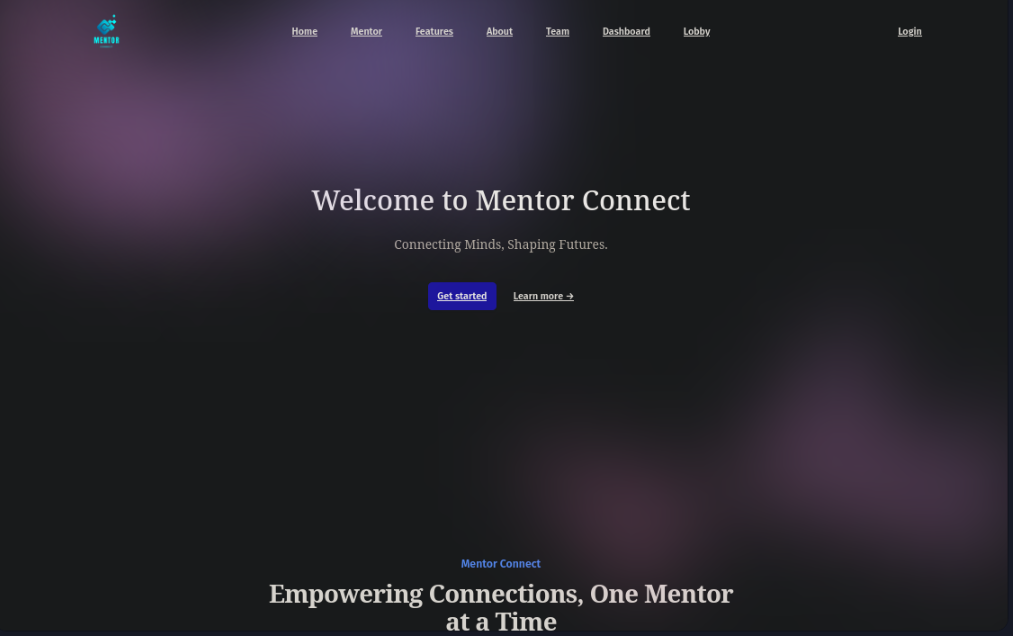 MENTOR
Home Mentor Features About Team Dashboard Lobby Login
Welcome to Mentor Connect
Connecting Minds, Shaping Futures.
Get started Learn more →
Mentor Connect
Empowering Connections, One Mentor
at a Time